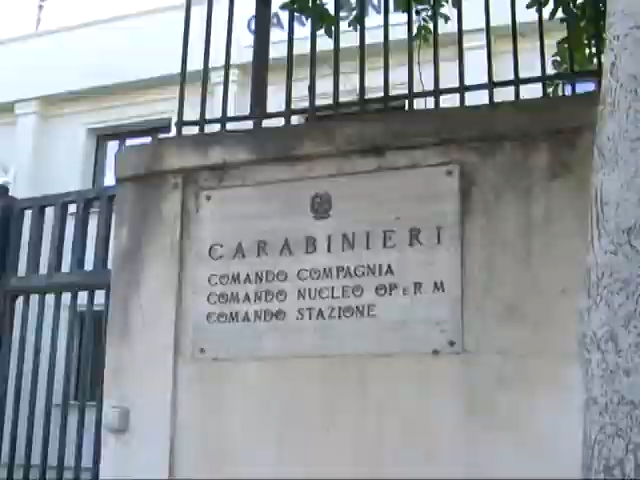 CARABINIERI
COMANDO COMPAGNIA
COMANDO NUCLEO OP E R M
COMANDO STAZIONE